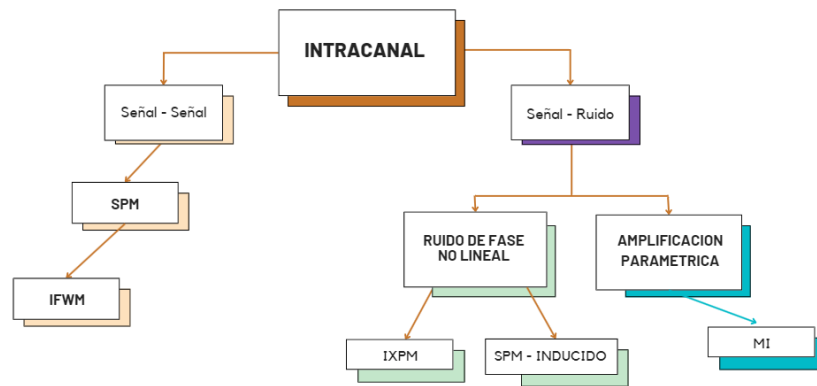 INTRACANAL
Señal - Señal
Señal - Ruido
SPM
RUIDO DE FASE
NO LINEAL
AMPLIFICACION
PARAMETRICA
IFWM
IXPM
SPM - INDUCIDO
MI